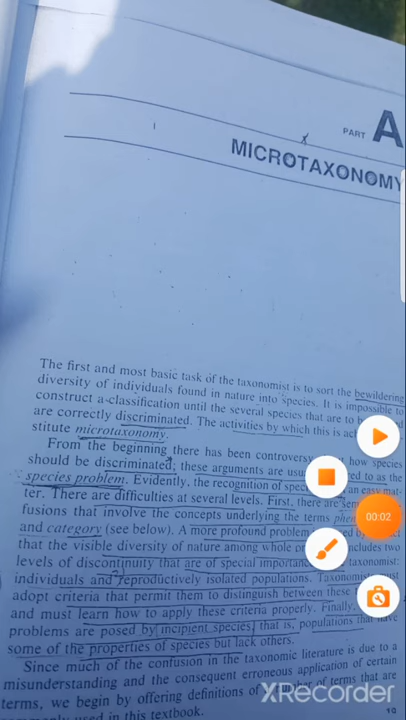 PART A
MICROTAXONOMY
The first and most basic task of the taxonomist is to sort the bewildering
diversity of individuals found in nature into species. It is impossible to
construct a classification until the several species that are to
are correctly discriminated. The activities by which this is
stitute microtaxonomy.
From the beginning there has been controversy how species
should be discriminated; these arguments are to as the
species problem. Evidently, the recognition of an easy mat-
ter. There are difficulties at several levels. First, there are
fusions that involve the concepts underlying the terms
and category (see below). A more profound problem by
that the visible diversity of nature among whole includes two
levels of discontinuity that are of special taxonomist:
individuals and reproductively isolated populations. Taxonomists
adopt criteria that permit them to distinguish between these
and must learn how to apply these criteria properly. Finally,
problems are posed by incipient species, that is, populations that have
some of the properties of species but lack others.
Since much of the confusion in the taxonomic literature is due to a
misunderstanding and the consequent erroneous application of certain
terms, we begin by offering definitions of a number of terms that are
used in this textbook.
00:02
XRecorder